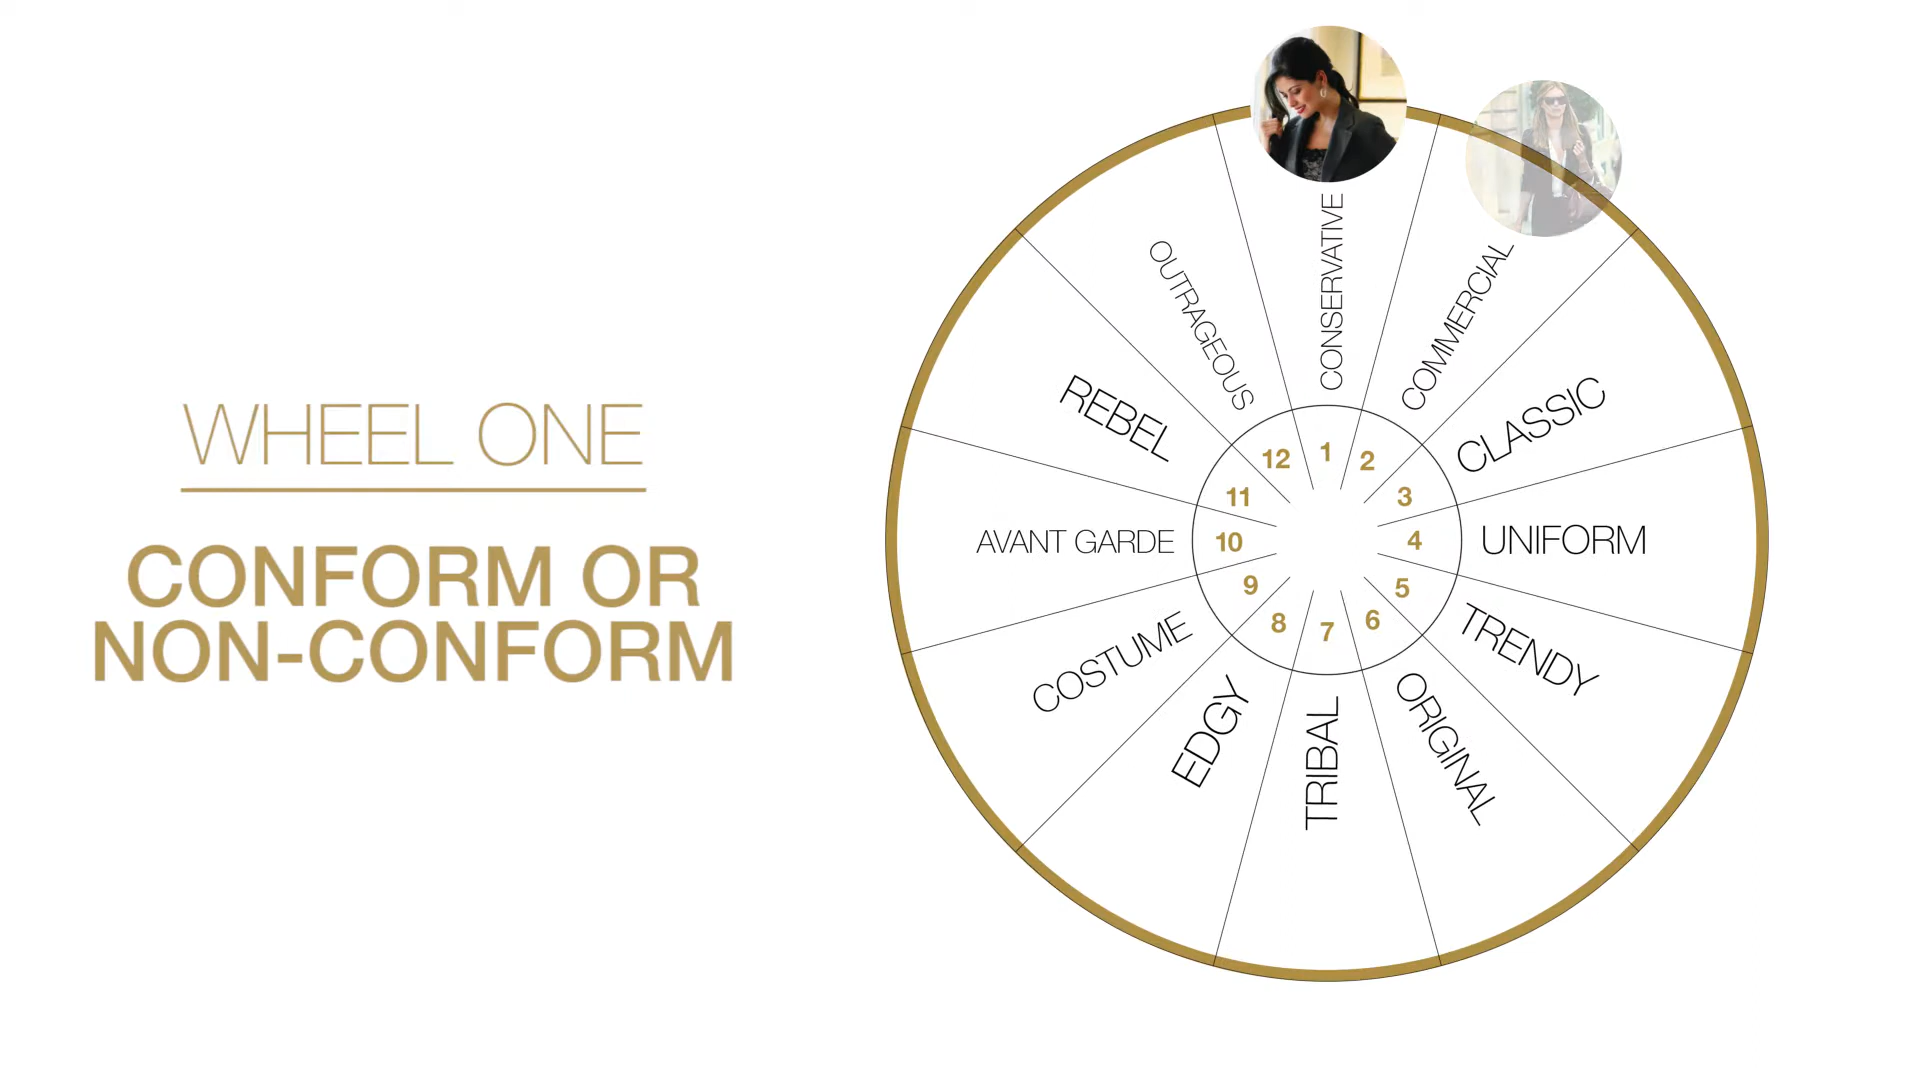 WHEEL ONE
CONFORM OR
NON-CONFORM
CONSERVATIVE
COMMERCIAL
CLASSIC
UNIFORM
TRENDY
ORIGINAL
TRIBAL
EDGY
COSTUME
AVANT GARDE
REBEL
OUTRAGEOUS
1
2
3
4
5
6
7
8
9
10
11
12